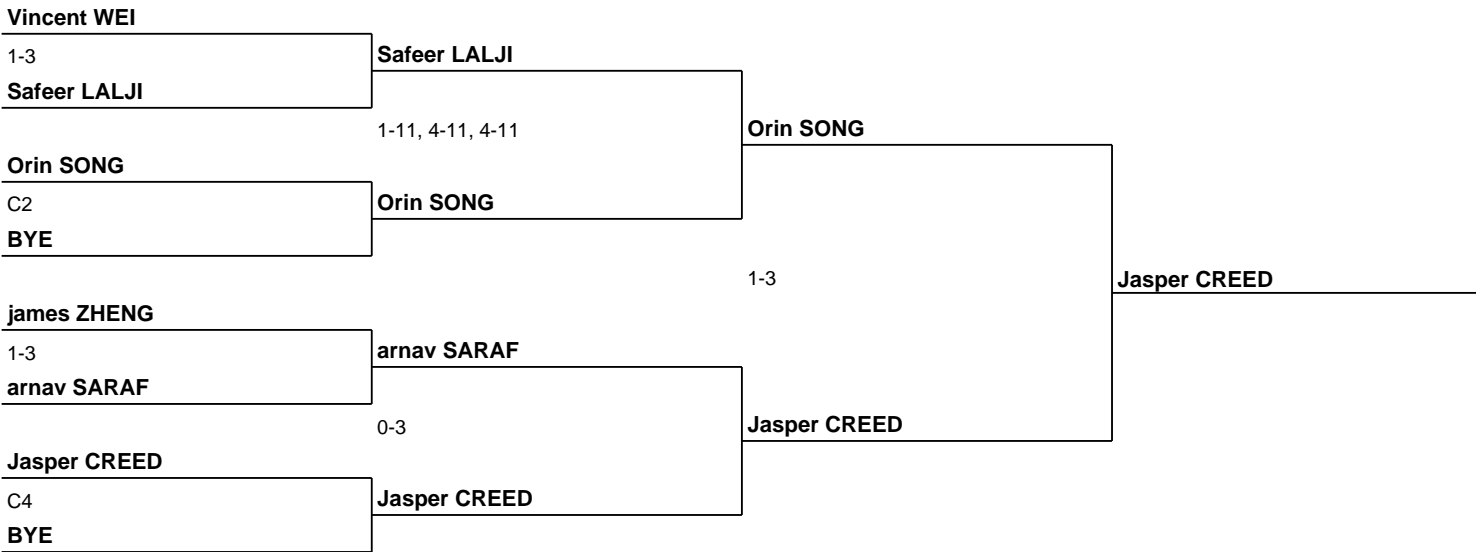 Vincent WEI
1-3
Safeer LALJI
Safeer LALJI
1-11, 4-11, 4-11
Orin SONG
Orin SONG
C2
Orin SONG
BYE
1-3
Jasper CREED
james ZHENG
1-3
arnav SARAF
arnav SARAF
0-3
Jasper CREED
Jasper CREED
C4
Jasper CREED
BYE